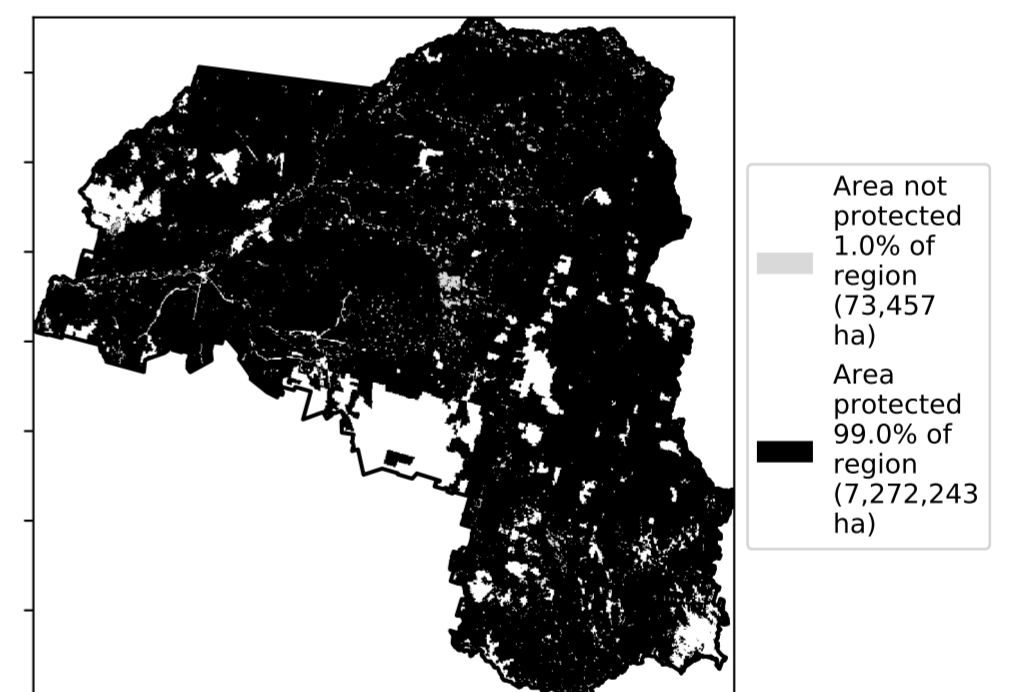 Area not
protected
1.0% of
region
(73,457
ha)
Area
protected
99.0% of
region
(7,272,243
ha)